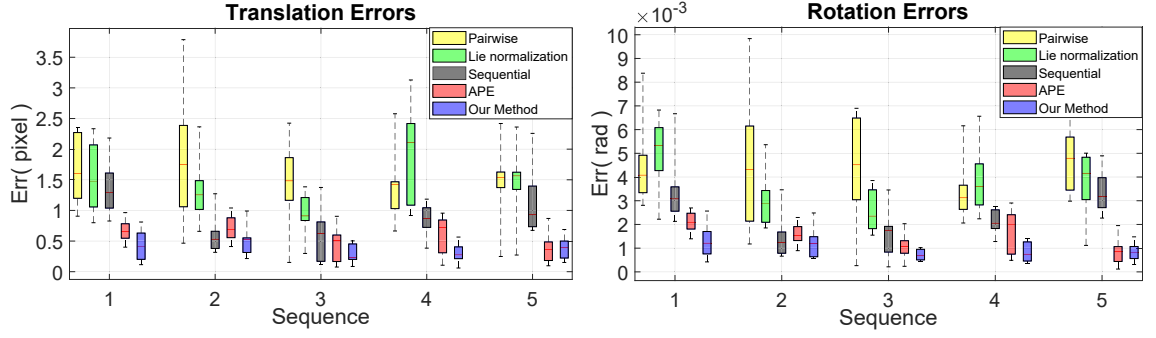 Translation Errors
Err( pixel )
3.5
3
2.5
2
1.5
1
0.5
0
Pairwise
Lie normalization
Sequential
APE
Our Method
1 2 3 4 5
Sequence
Rotation Errors
×10⁻³
Err( rad )
10
9
8
7
6
5
4
3
2
1
0
Pairwise
Lie normalization
Sequential
APE
Our Method
1 2 3 4 5
Sequence